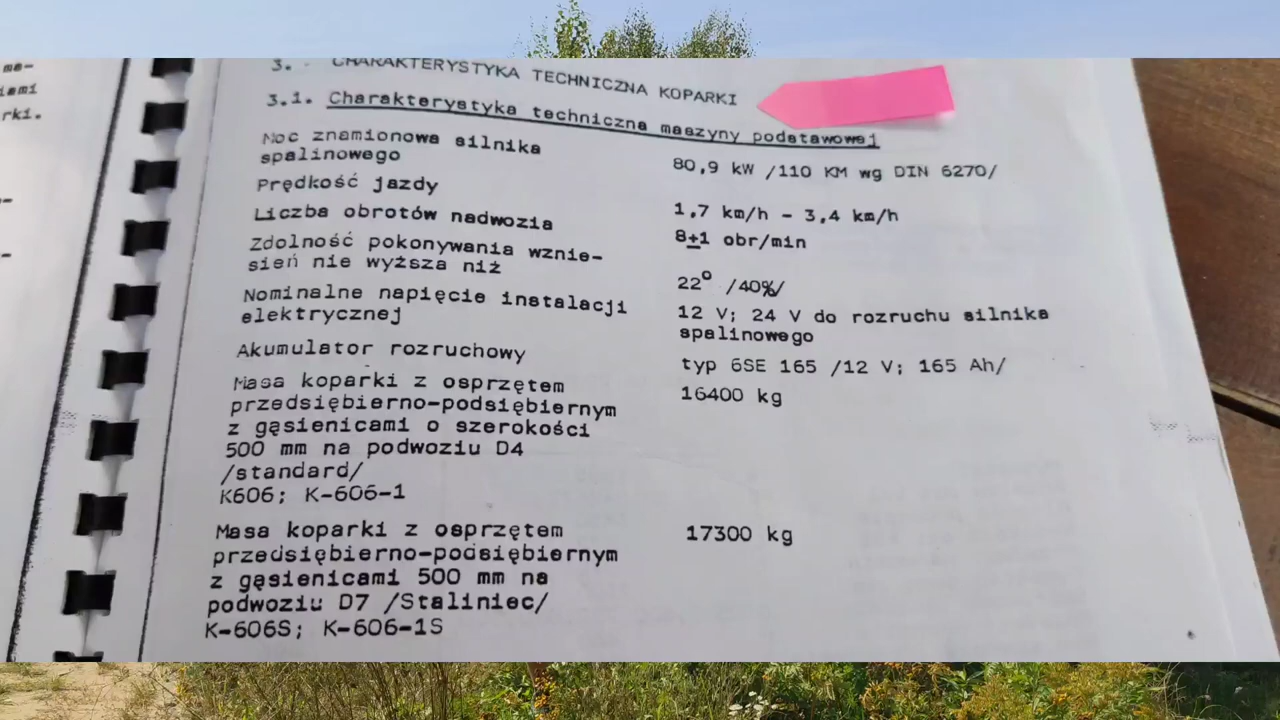 me-
iami
rki.
3. CHARAKTERYSTYKA TECHNICZNA KOPARKI
3.1. Charakterystyka techniczna maszyny podstawowej
Moc znamionowa silnika
spalinowego 80,9 kW /110 KM wg DIN 6270/
Prędkość jazdy 1,7 km/h - 3,4 km/h
Liczba obrotów nadwozia 8±1 obr/min
Zdolność pokonywania wznie-
sień nie wyższa niż 22° /40%/
Nominalne napięcie instalacji 12 V; 24 V do rozruchu silnika
elektrycznej spalinowego
Akumulator rozruchowy typ 6SE 165 /12 V; 165 Ah/
Masa koparki z osprzętem 16400 kg
przedsiębierno-podsiębiernym
z gąsienicami o szerokości
500 mm na podwoziu D4
/standard/
K606; K-606-1
Masa koparki z osprzętem 17300 kg
przedsiębierno-podsiębiernym
z gąsienicami 500 mm na
podwoziu D7 /Staliniec/
K-606S; K-606-1S